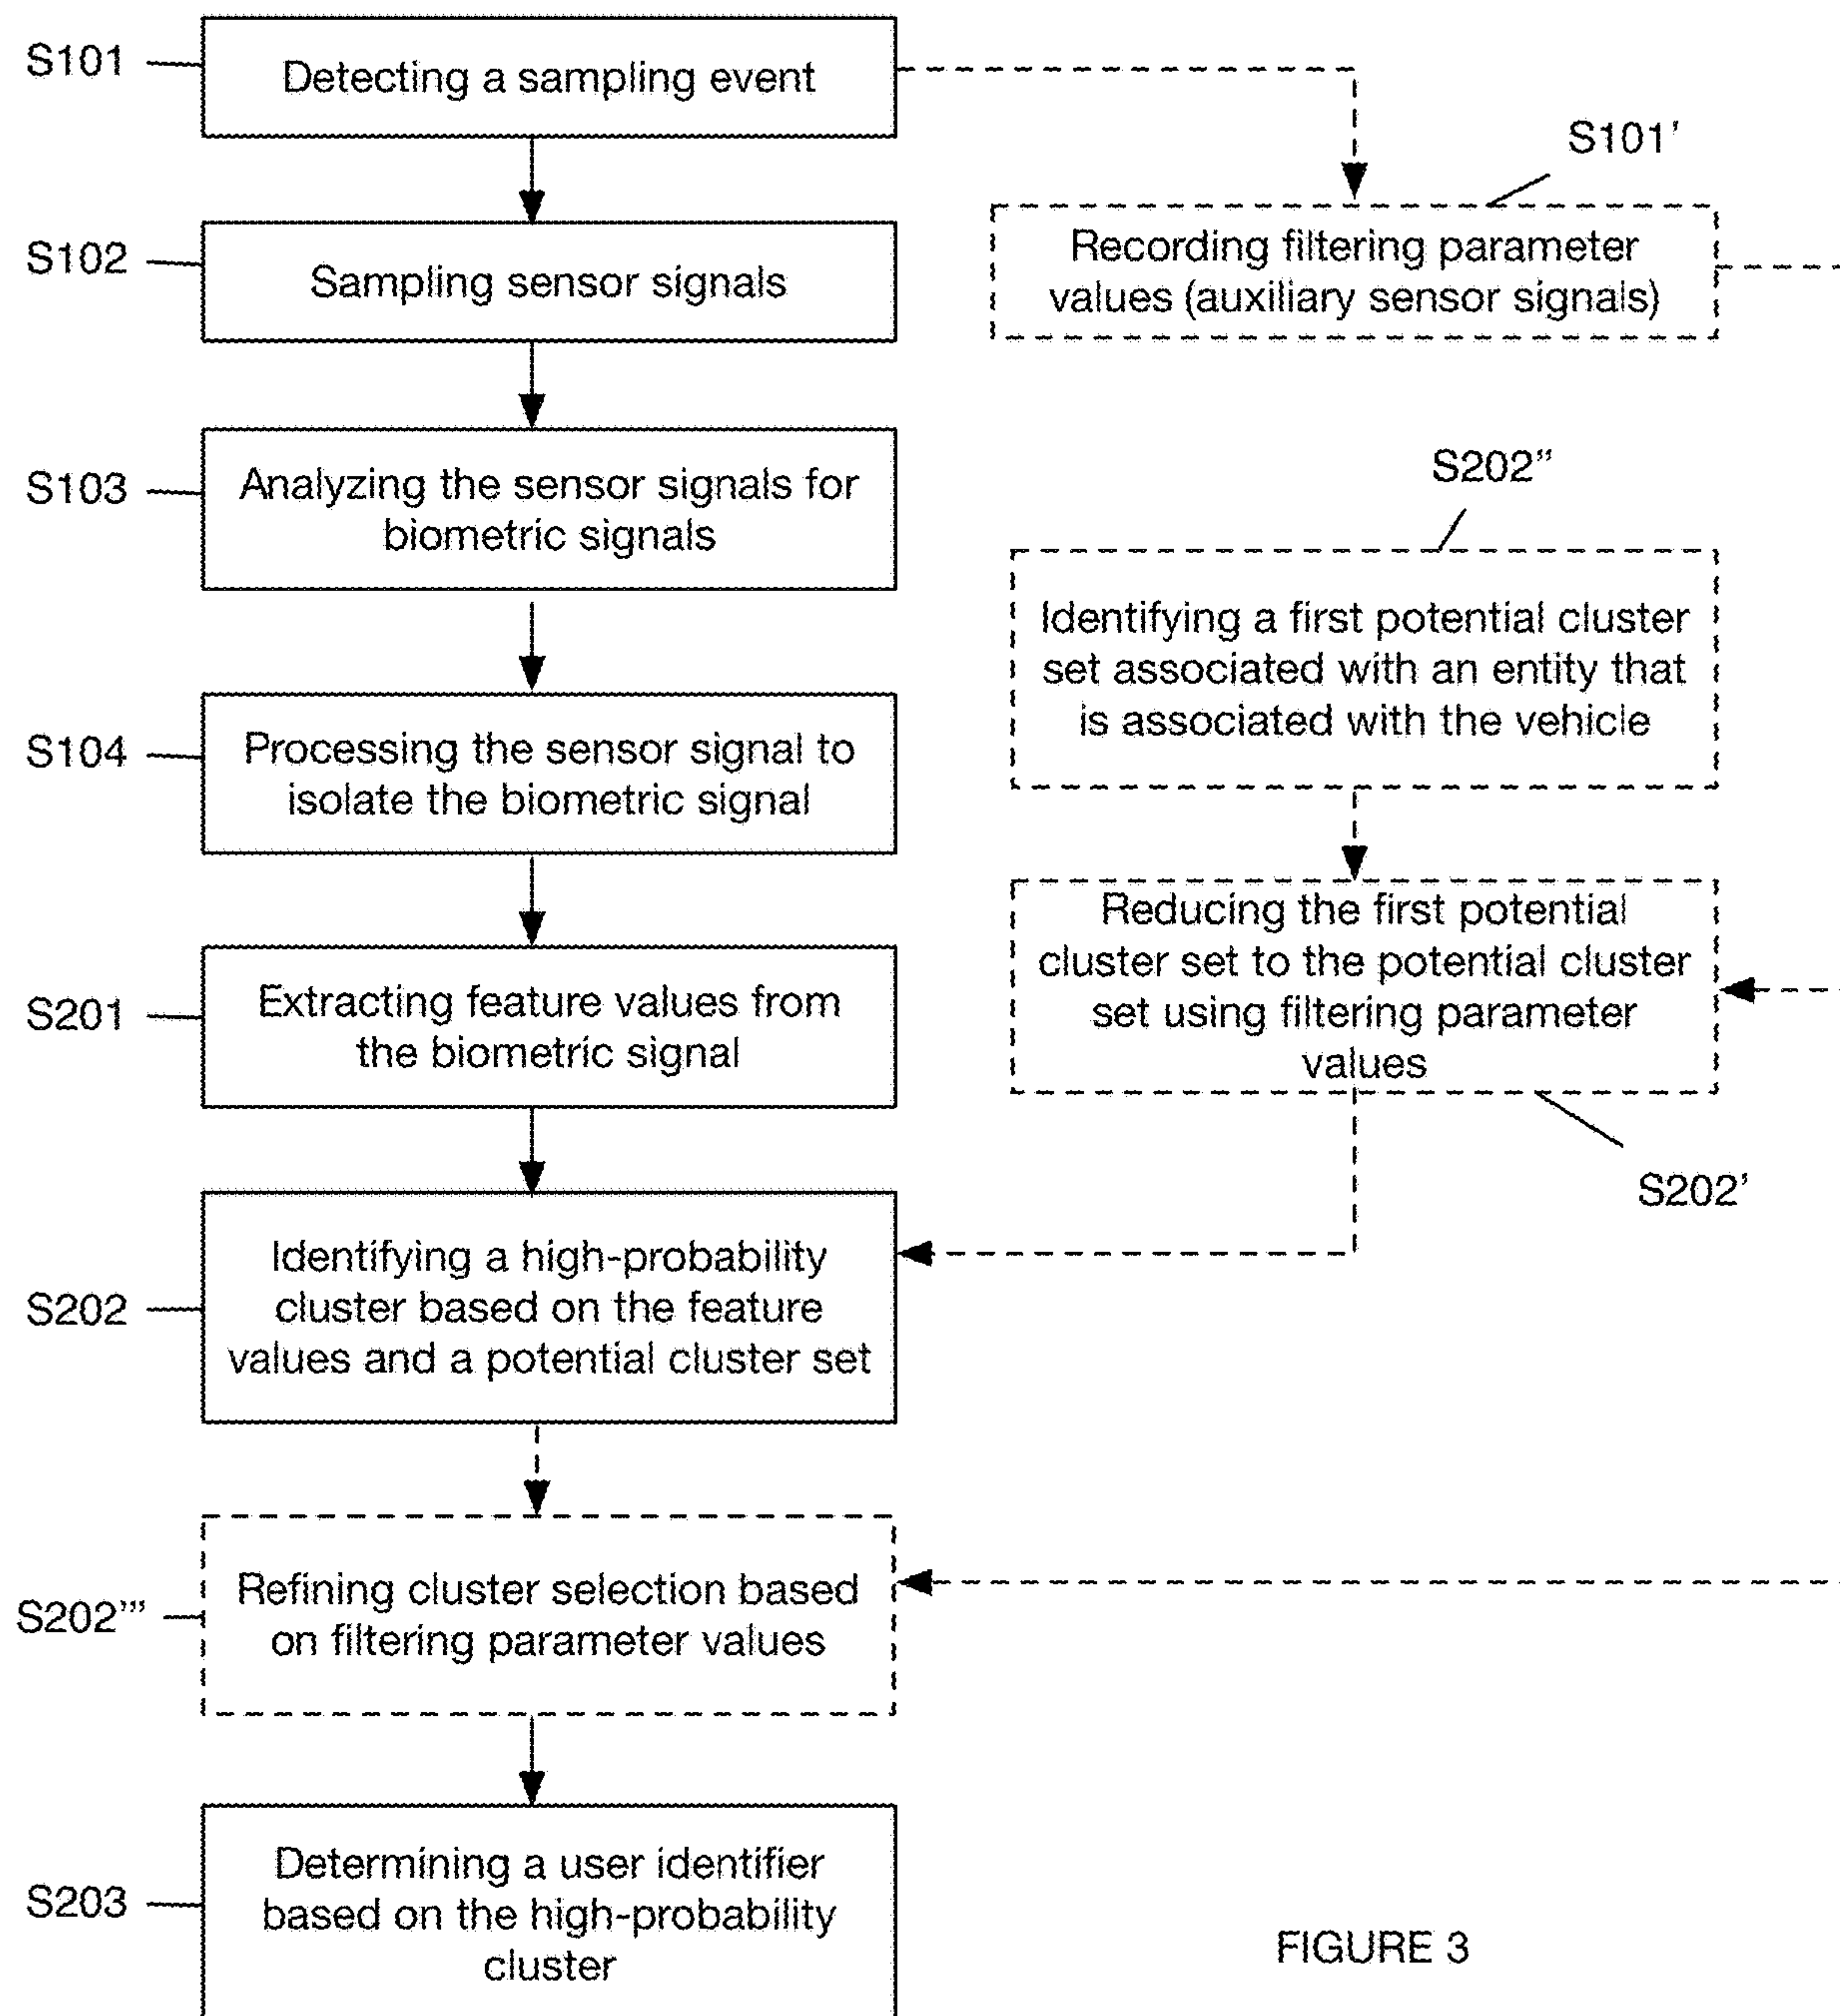 S101
Detecting a sampling event
S101’
S102
Sampling sensor signals
Recording filtering parameter
values (auxiliary sensor signals)
S103
Analyzing the sensor signals for
biometric signals
S202’’
Identifying a first potential cluster
set associated with an entity that
is associated with the vehicle
S104
Processing the sensor signal to
isolate the biometric signal
Reducing the first potential
cluster set to the potential cluster
set using filtering parameter
values
S202’
S201
Extracting feature values from
the biometric signal
S202
Identifying a high-probability
cluster based on the feature
values and a potential cluster set
S202’’’
Refining cluster selection based
on filtering parameter values
S203
Determining a user identifier
based on the high-probability
cluster
FIGURE 3